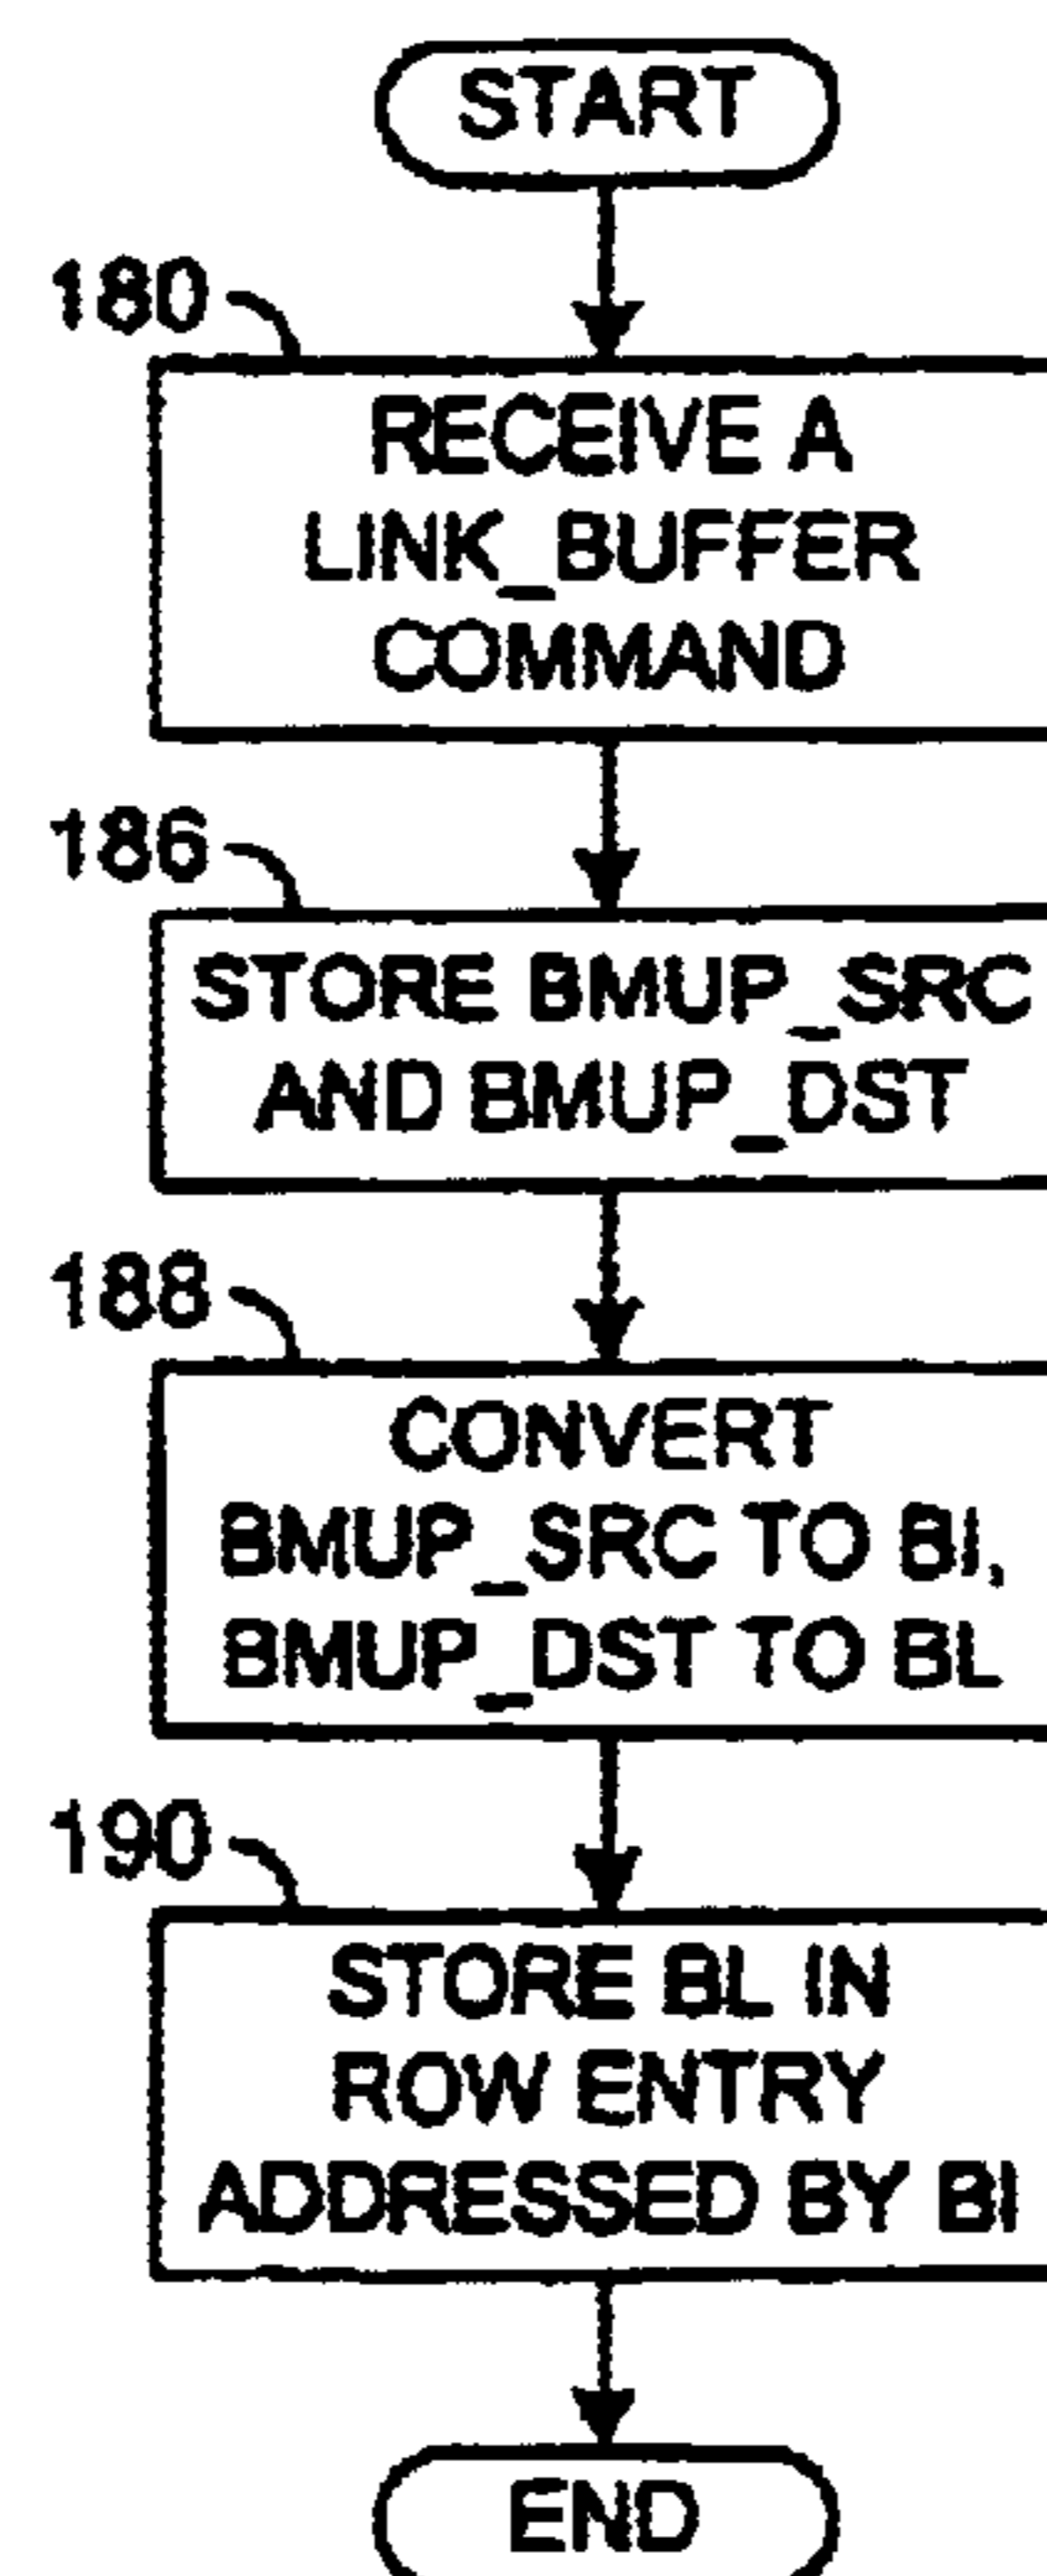 START
180
RECEIVE A
LINK_BUFFER
COMMAND
186
STORE BMUP_SRC
AND BMUP_DST
188
CONVERT
BMUP_SRC TO BI,
BMUP_DST TO BL
190
STORE BL IN
ROW ENTRY
ADDRESSED BY BI
END